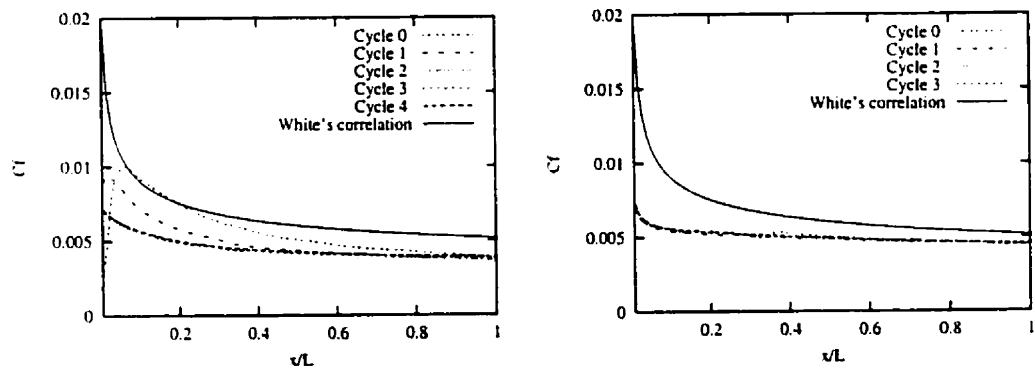 0.02
0.015
0.01
0.005
0
Cf
Cycle 0
Cycle 1
Cycle 2
Cycle 3
Cycle 4
White's correlation
0.2
0.4
0.6
0.8
1
x/L
0.02
0.015
0.01
0.005
0
Cf
Cycle 0
Cycle 1
Cycle 2
Cycle 3
White's correlation
0.2
0.4
0.6
0.8
1
x/L